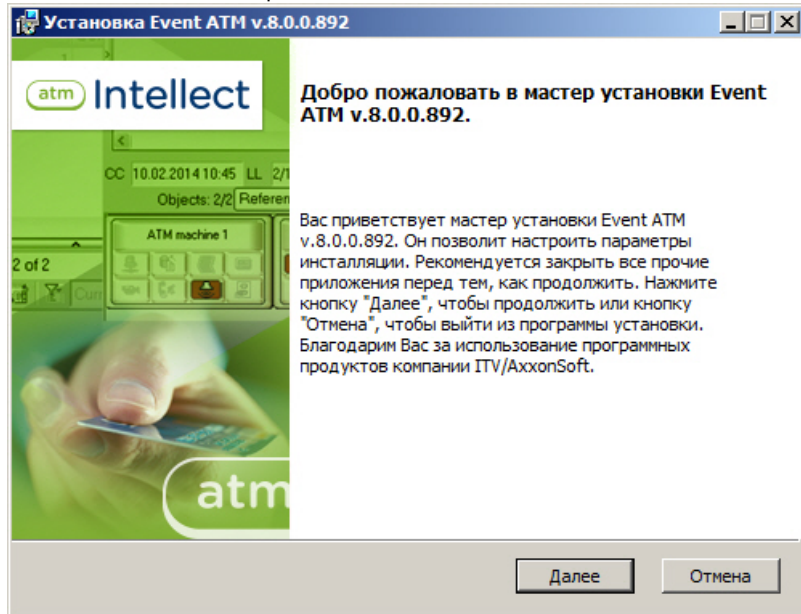 Установка Event ATM v.8.0.0.892
atm Intellect
Добро пожаловать в мастер установки Event
ATM v.8.0.0.892.
CC 10.02.2014 10:45 LL 2/1
Objects: 2/2 Referen
ATM machine 1
2 of 2
Curr
Вас приветствует мастер установки Event ATM
v.8.0.0.892. Он позволит настроить параметры
инсталляции. Рекомендуется закрыть все прочие
приложения перед тем, как продолжить. Нажмите
кнопку "Далее", чтобы продолжить или кнопку
"Отмена", чтобы выйти из программы установки.
Благодарим Вас за использование программных
продуктов компании ITV/AxxonSoft.
atm
Далее
Отмена